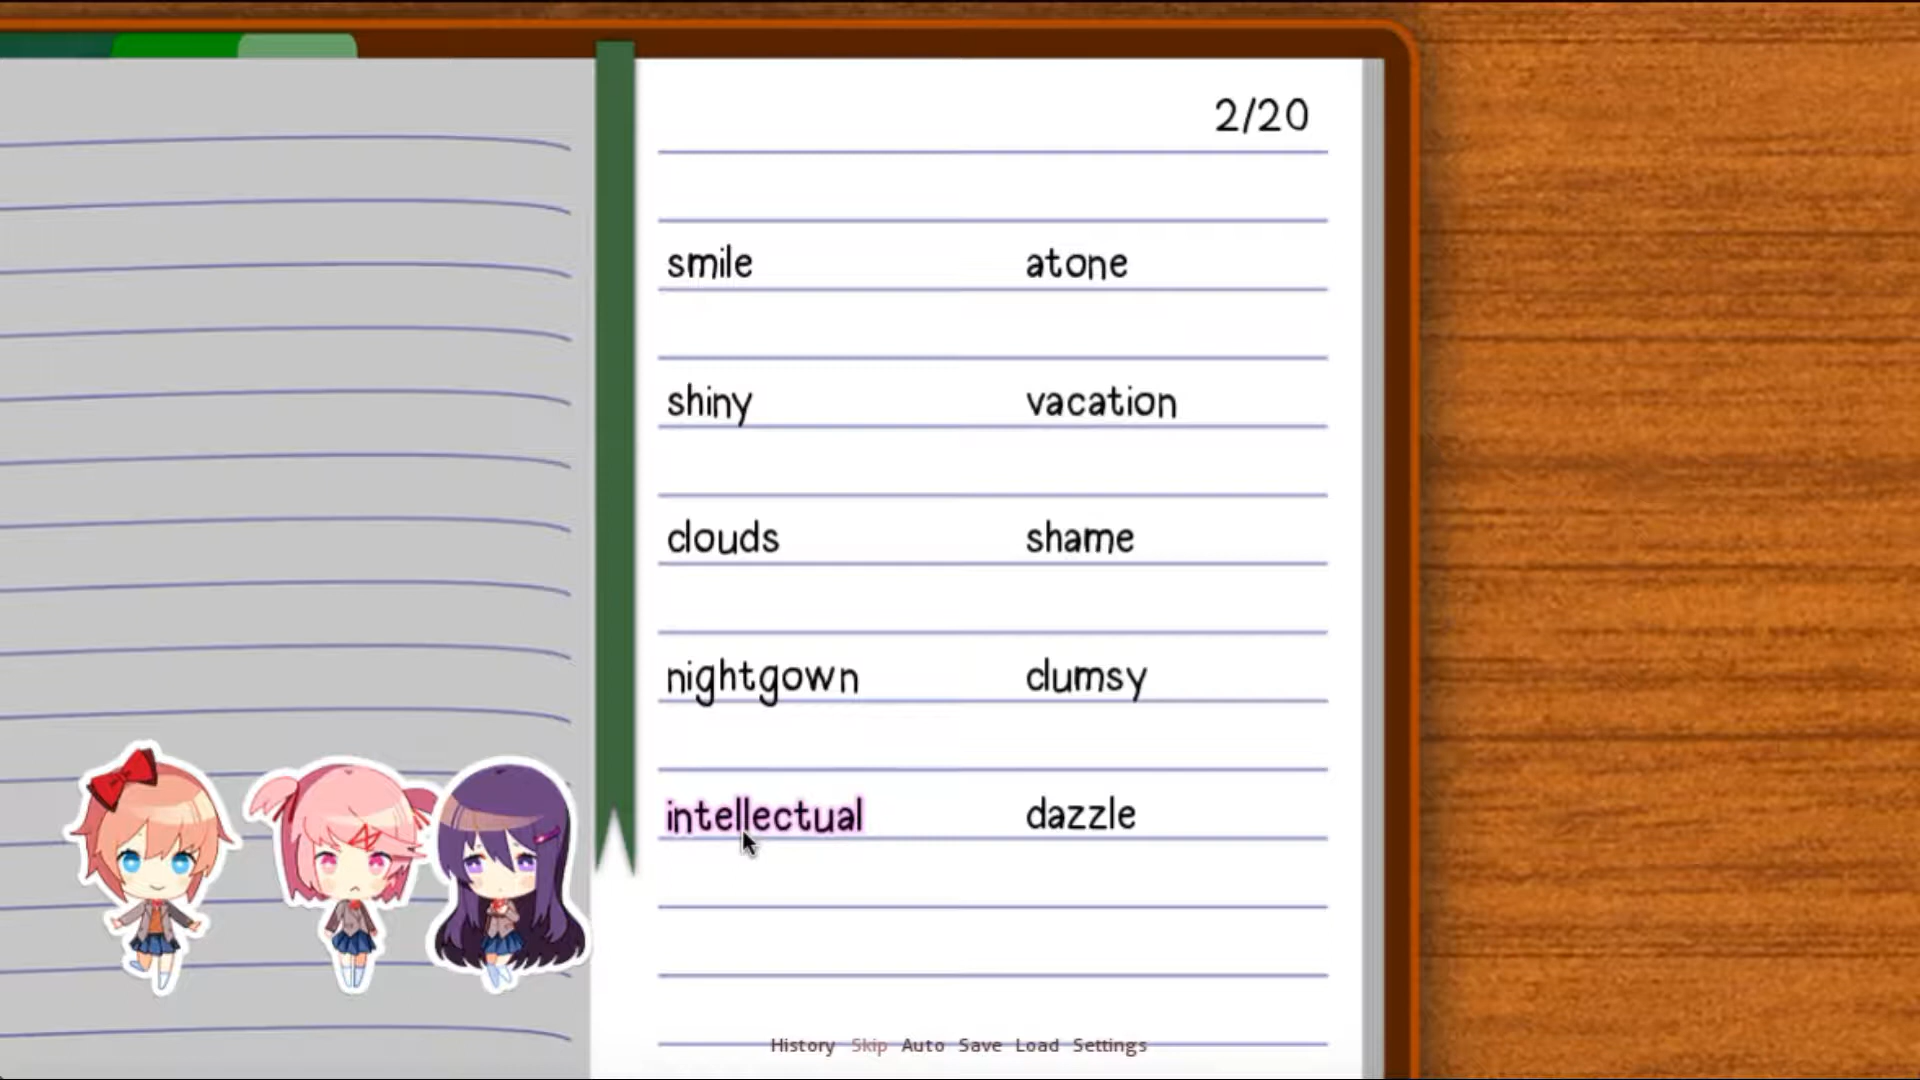 2/20
smile atone
shiny vacation
clouds shame
nightgown clumsy
intellectual dazzle
History Skip Auto Save Load Settings